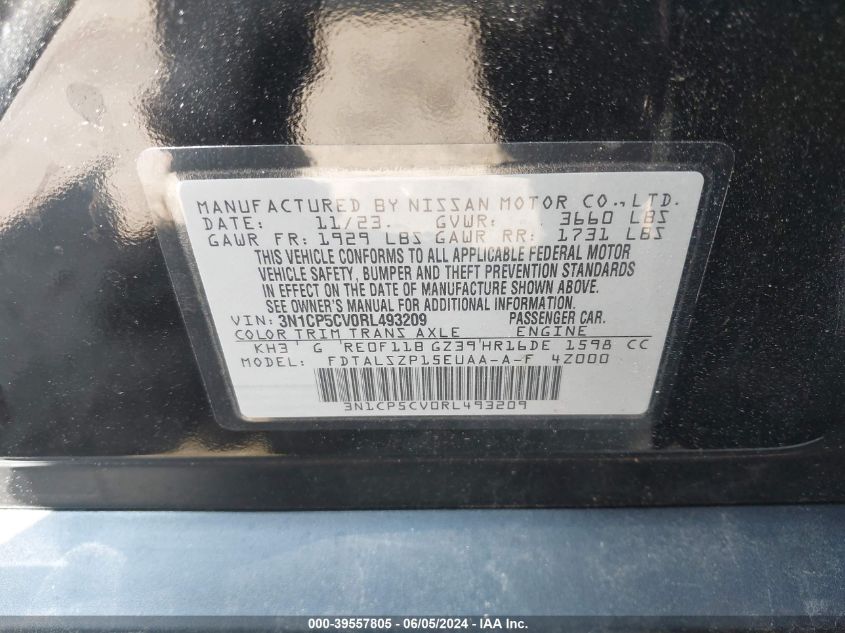 MANUFACTURED BY NISSAN MOTOR CO.,LTD.
DATE: 11/23. GVWR: 3660 LBS
GAWR FR: 1929 LBS GAWR RR: 1731 LBS
THIS VEHICLE CONFORMS TO ALL APPLICABLE FEDERAL MOTOR
VEHICLE SAFETY, BUMPER AND THEFT PREVENTION STANDARDS
IN EFFECT ON THE DATE OF MANUFACTURE SHOWN ABOVE.
SEE OWNER'S MANUAL FOR ADDITIONAL INFORMATION.
VIN: 3N1CP5CV0RL493209 PASSENGER CAR.
COLOR TRIM TRANS AXLE ENGINE
KH3 G RE0F11B GZ39 HR16DE 1598 CC
MODEL: FDTALSZP15EUAA-A-F 4Z000
3N1CP5CV0RL493209
000-39557805 - 06/05/2024 - IAA Inc.